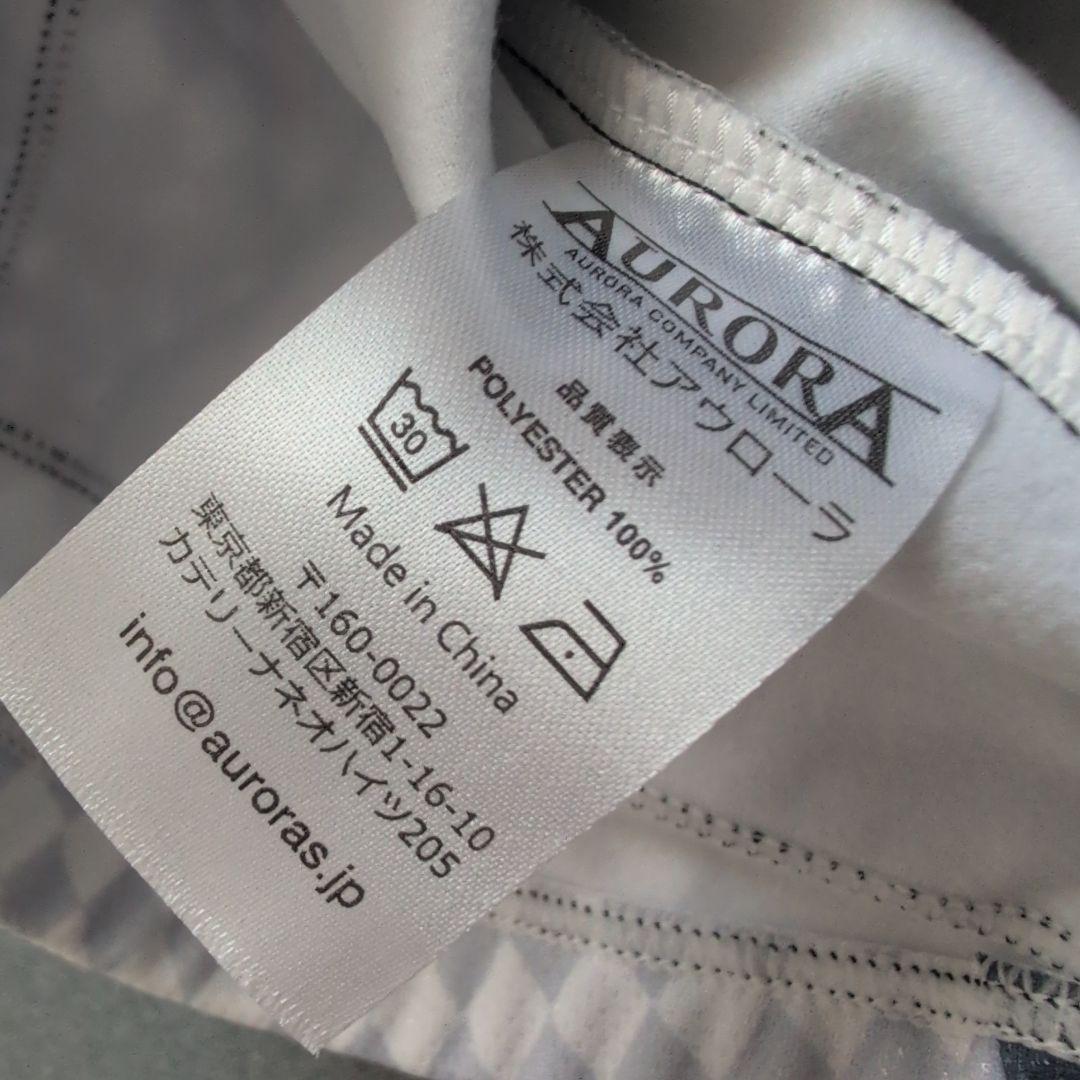 AURORA
AURORA COMPANY LIMITED
株式会社アウローラ
品質表示
POLYESTER 100%
30
Made in China
〒160-0022
東京都新宿区新宿1-16-10
カテリーナネオハイツ205
info@auroras.jp